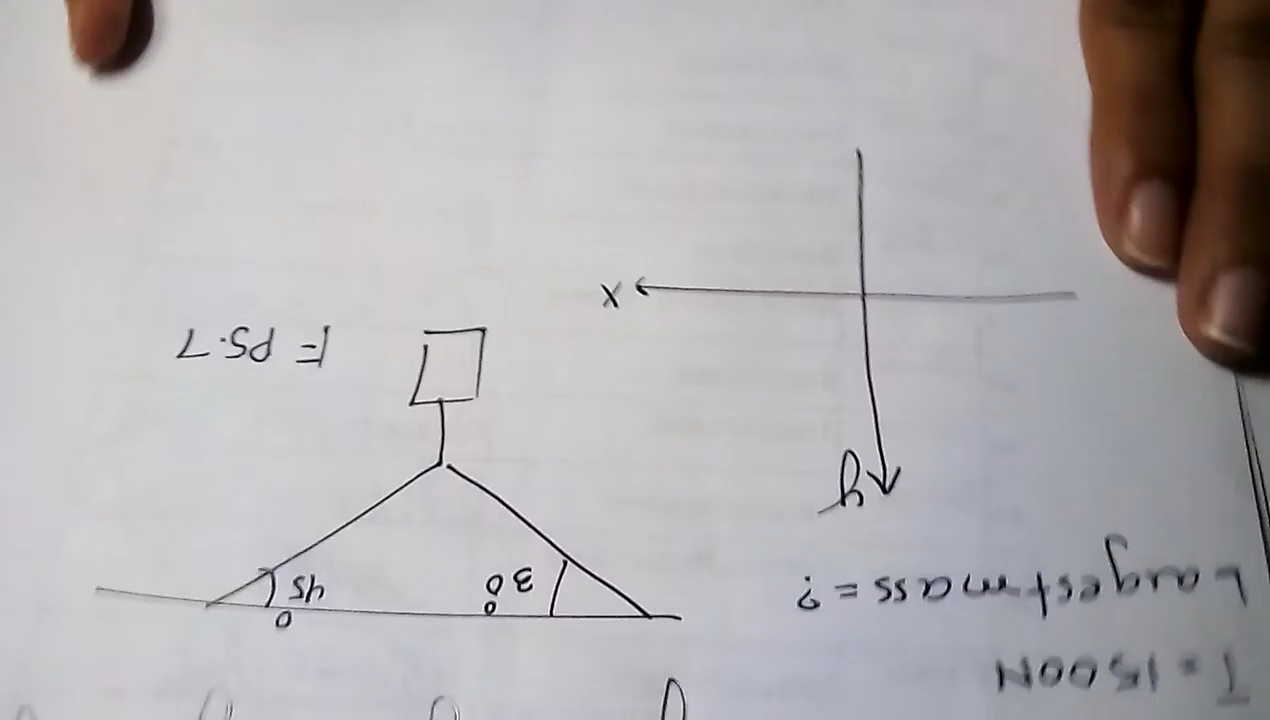 T = 1500N
Largest mass = ?
y
30°
45°
x
F = PS.7